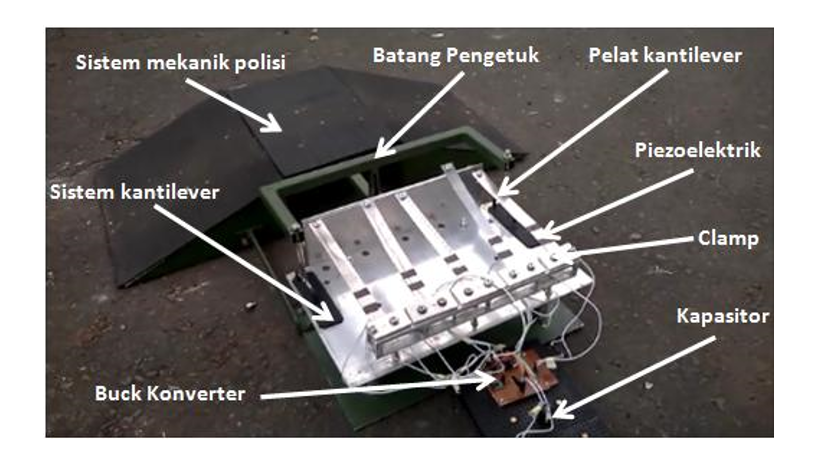 Sistem mekanik polisi
Batang Pengetuk
Pelat kantilever
Piezoelektrik
Sistem kantilever
Clamp
Kapasitor
Buck Konverter